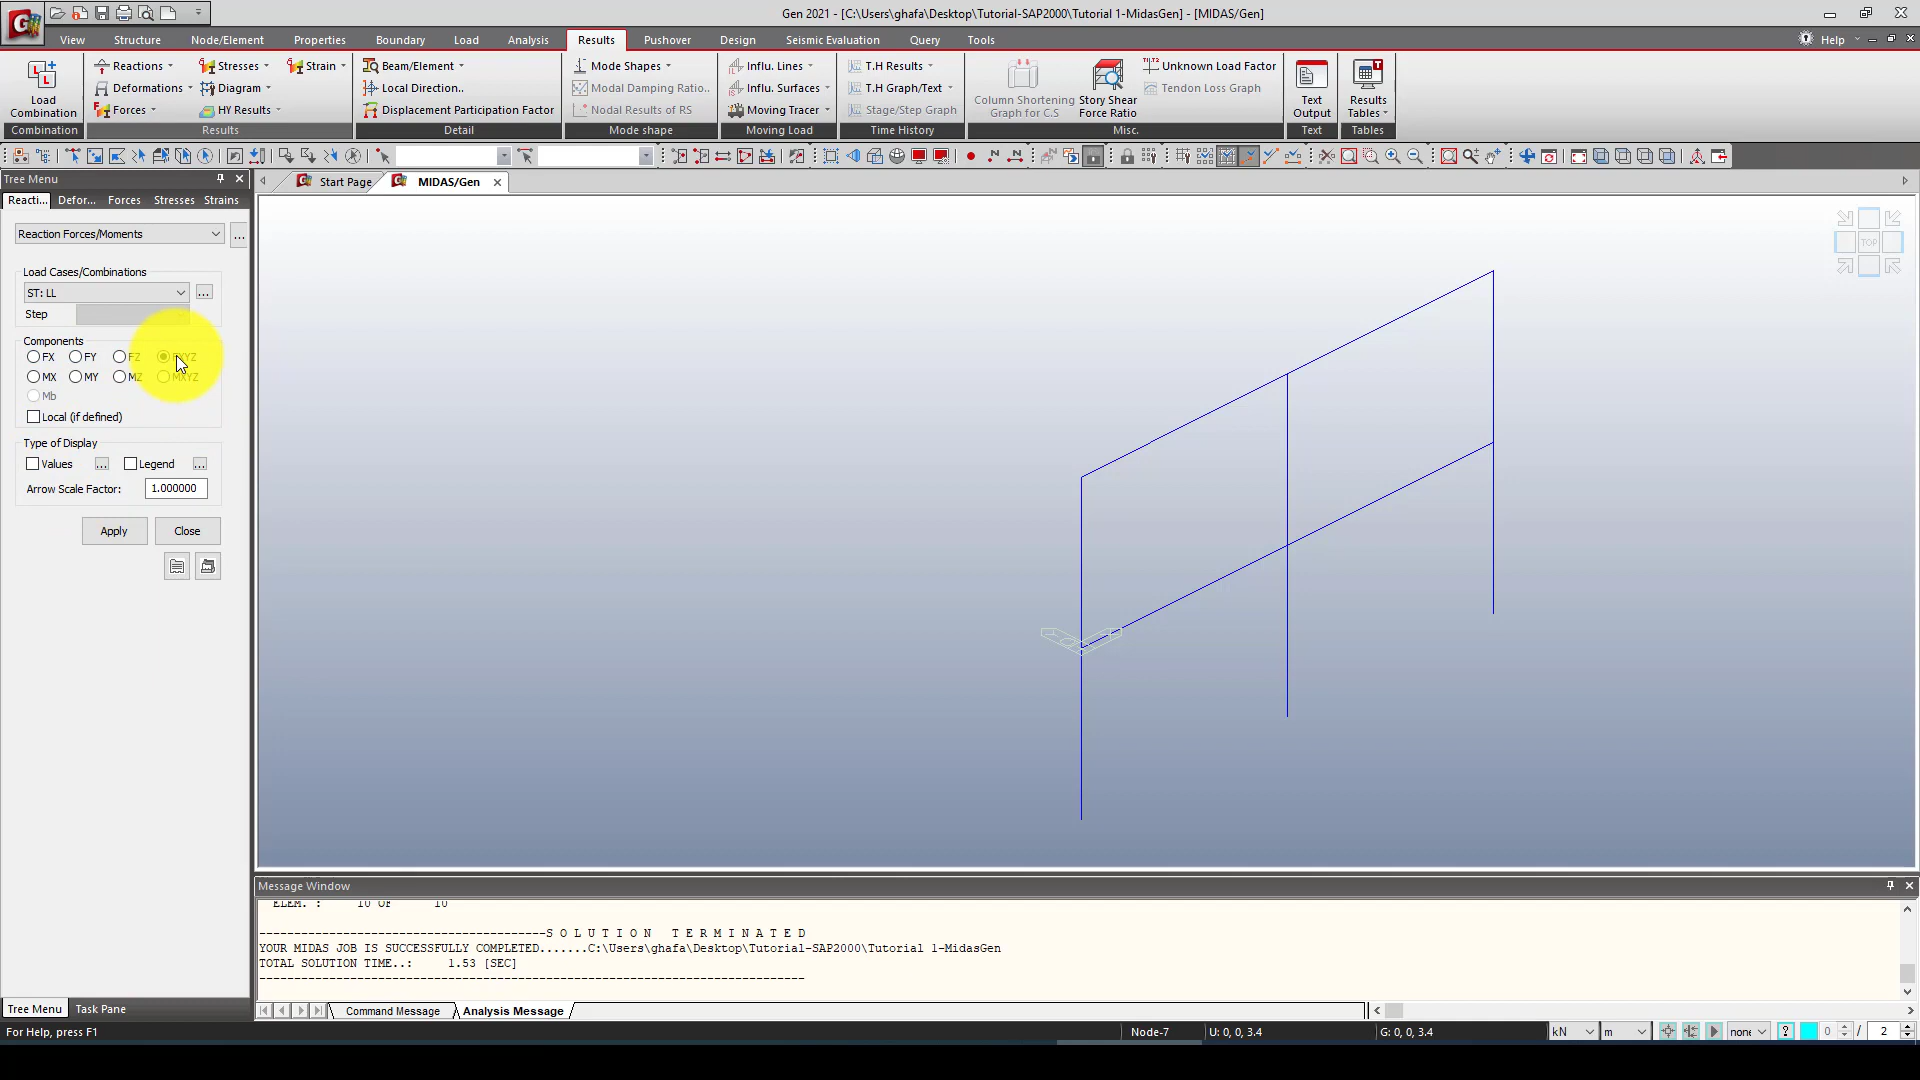 Gen 2021 - [C:\Users\ghafa\Desktop\Tutorial-SAP2000\Tutorial 1-MidasGen] - [MIDAS/Gen]
View Structure Node/Element Properties Boundary Load Analysis Results Pushover Design Seismic Evaluation Query Tools Help
Load Combination
Combination
Reactions
Deformations
Forces
Stresses
Diagram
HY Results
Strain
Results
Beam/Element
Local Direction..
Displacement Participation Factor
Detail
Mode Shapes
Modal Damping Ratio..
Nodal Results of RS
Mode shape
Influ. Lines
Influ. Surfaces
Moving Tracer
Moving Load
T.H Results
T.H Graph/Text
Stage/Step Graph
Time History
Column Shortening
Graph for C.S
Story Shear
Force Ratio
Unknown Load Factor
Tendon Loss Graph
Misc.
Text
Output
Text
Results
Tables
Tables
Tree Menu
Start Page
MIDAS/Gen
Reacti... Defor... Forces Stresses Strains
Reaction Forces/Moments
...
Load Cases/Combinations
ST: LL
...
Step
Components
FX FY FZ FXYZ
MX MY MZ MXYZ
Mb
Local (if defined)
Type of Display
Values ... Legend ...
Arrow Scale Factor: 1.000000
Apply Close
TOP
Message Window
ELEM. : 10 OF 10
S O L U T I O N T E R M I N A T E D
YOUR MIDAS JOB IS SUCCESSFULLY COMPLETED.......C:\Users\ghafa\Desktop\Tutorial-SAP2000\Tutorial 1-MidasGen
TOTAL SOLUTION TIME..: 1.53 [SEC]
Tree Menu Task Pane
Command Message Analysis Message
For Help, press F1
Node-7
U: 0, 0, 3.4
G: 0, 0, 3.4
kN
m
none
?
0 / 2